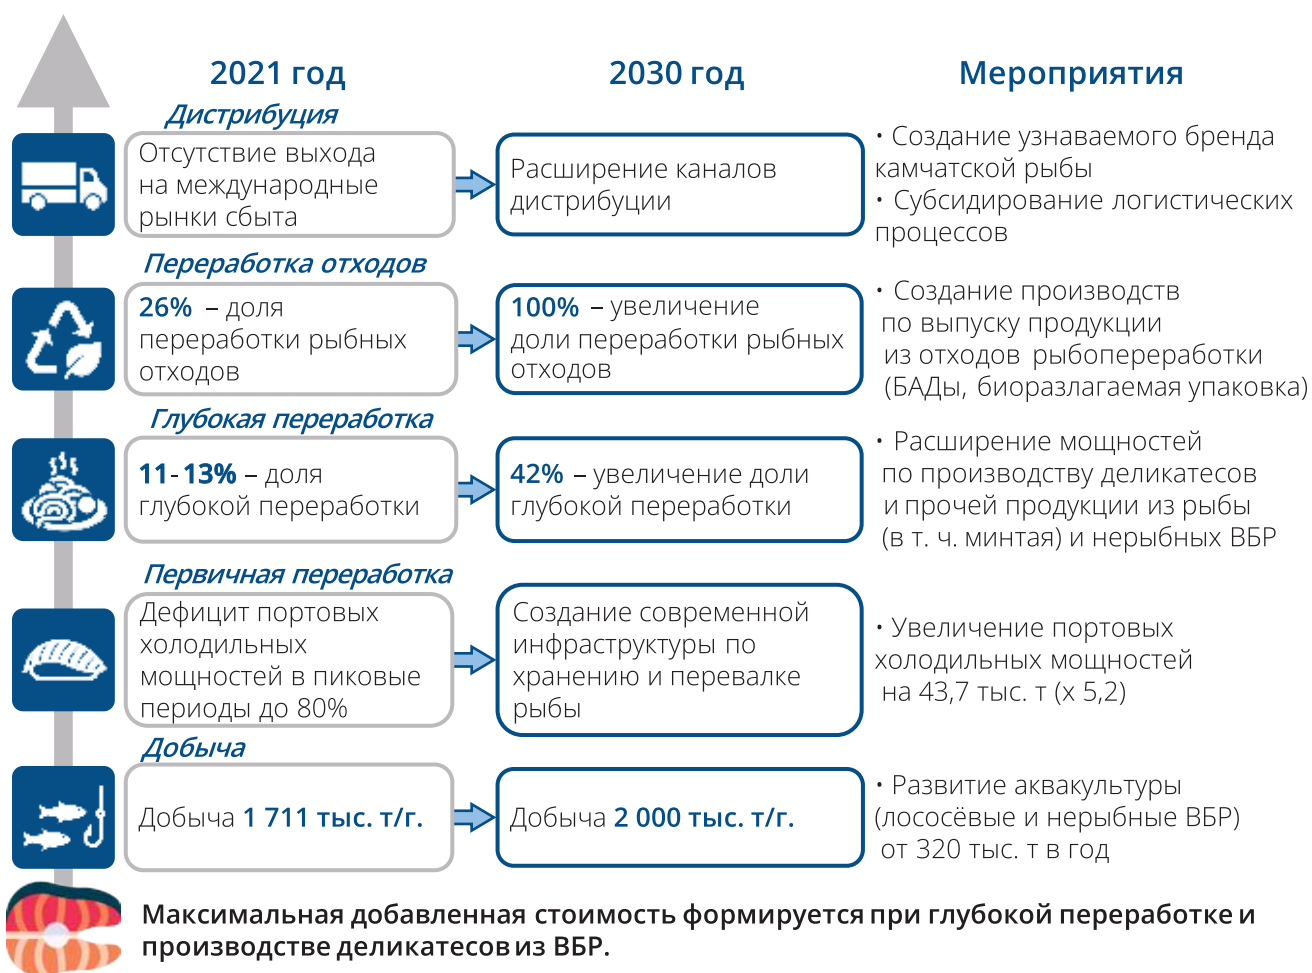 2021 год
2030 год
Мероприятия
Дистрибуция
Отсутствие выхода
на международные
рынки сбыта
Расширение каналов
дистрибуции
• Создание узнаваемого бренда
камчатской рыбы
• Субсидирование логистических
процессов
Переработка отходов
26% – доля
переработки рыбных
отходов
100% – увеличение
доли переработки рыбных
отходов
• Создание производств
по выпуску продукции
из отходов рыбопереработки
(БАДы, биоразлагаемая упаковка)
Глубокая переработка
11-13% – доля
глубокой переработки
42% – увеличение доли
глубокой переработки
• Расширение мощностей
по производству деликатесов
и прочей продукции из рыбы
(в т. ч. минтая) и нерыбных ВБР
Первичная переработка
Дефицит портовых
холодильных
мощностей в пиковые
периоды до 80%
Создание современной
инфраструктуры по
хранению и перевалке
рыбы
• Увеличение портовых
холодильных мощностей
на 43,7 тыс. т (х 5,2)
Добыча
Добыча 1 711 тыс. т/г.
Добыча 2 000 тыс. т/г.
• Развитие аквакультуры
(лососёвые и нерыбные ВБР)
от 320 тыс. т в год
Максимальная добавленная стоимость формируется при глубокой переработке и
производстве деликатесов из ВБР.